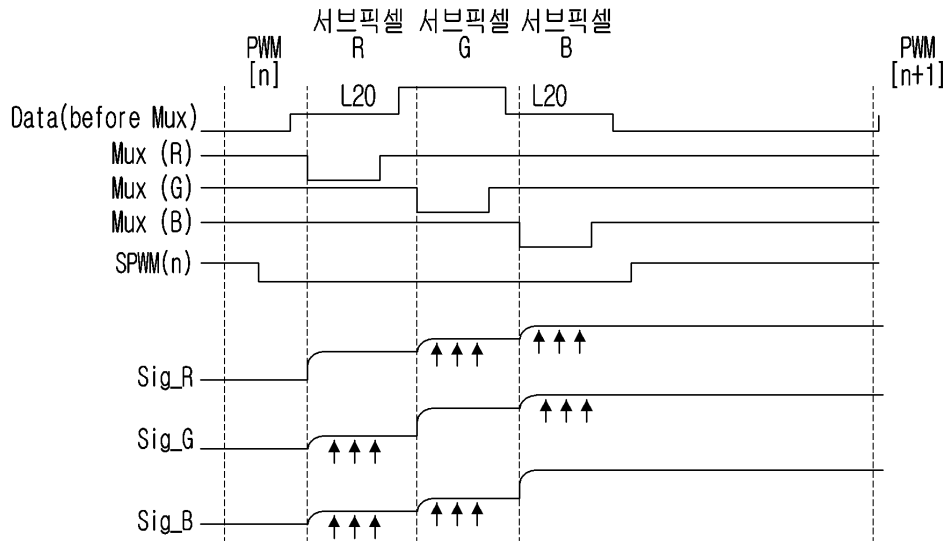 서브픽셀 서브픽셀 서브픽셀
PWM R G B PWM
[n] [n+1]
L20 L20
Data(before Mux)
Mux (R)
Mux (G)
Mux (B)
SPWM(n)
Sig_R
Sig_G
Sig_B